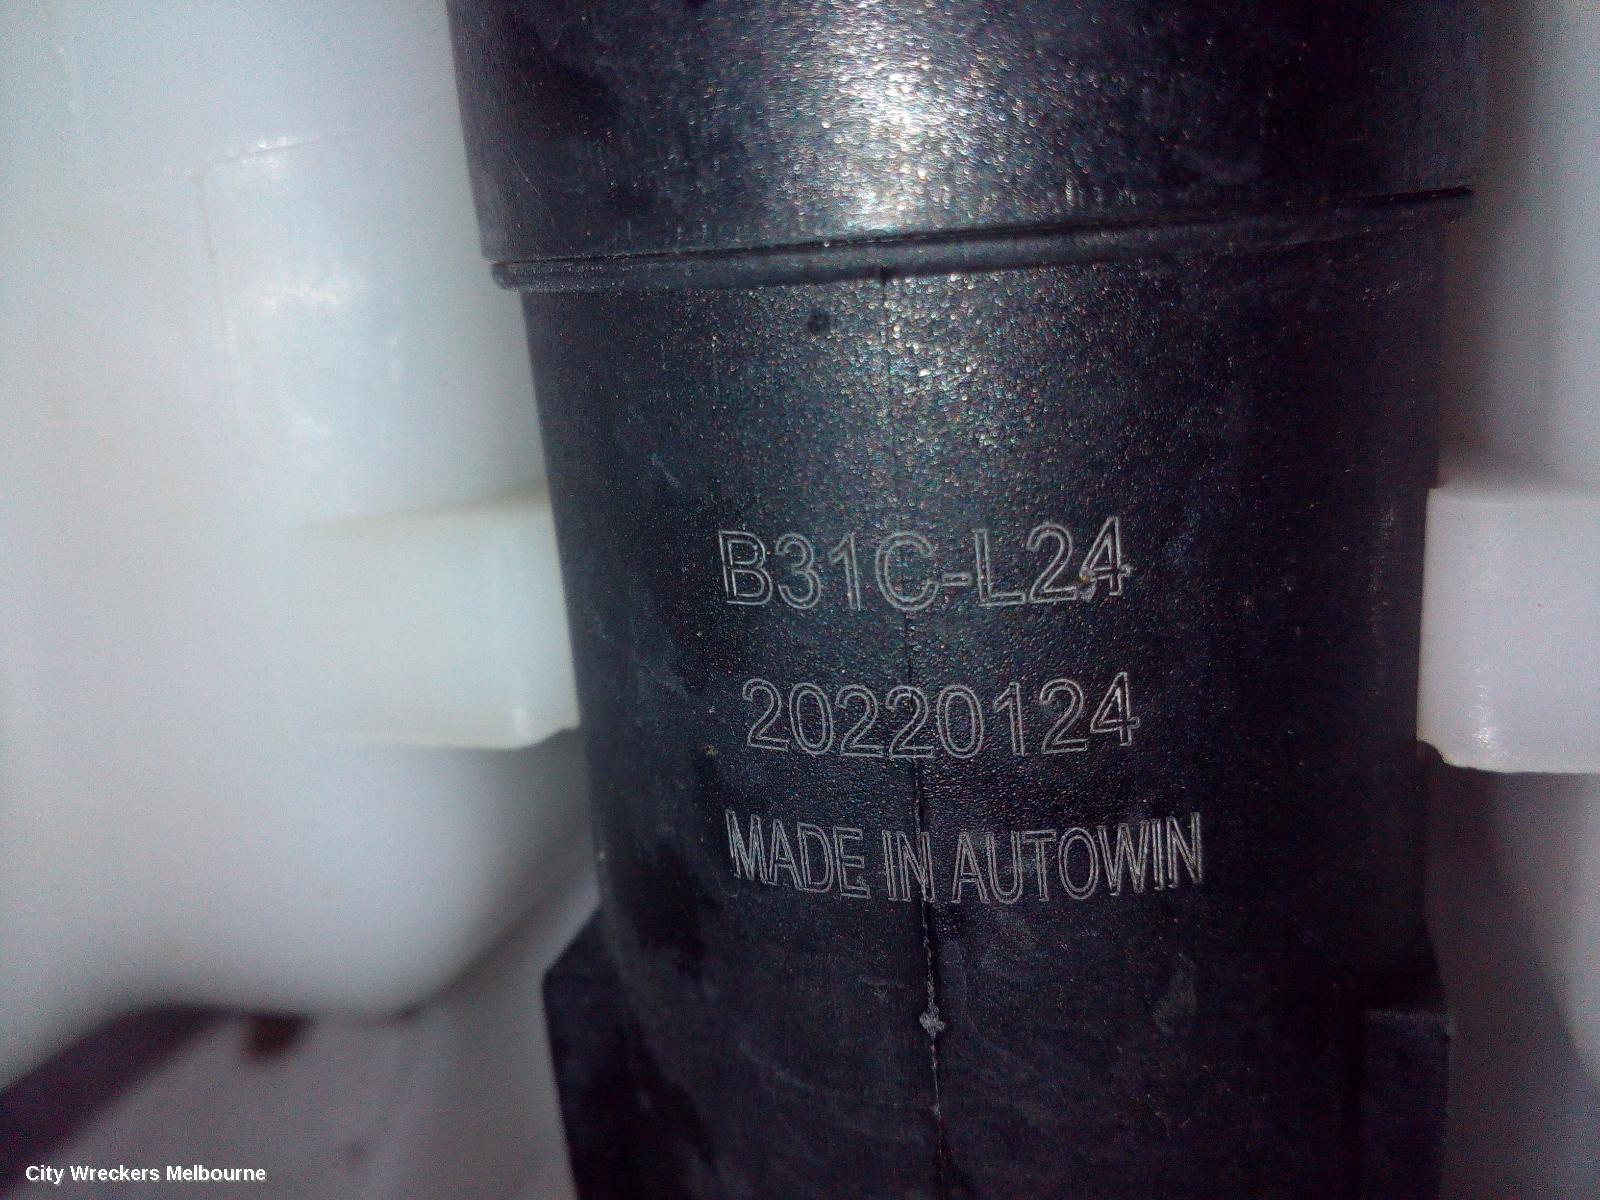 B31C-L24
20220124
MADE IN AUTOWIN
City Wreckers Melbourne